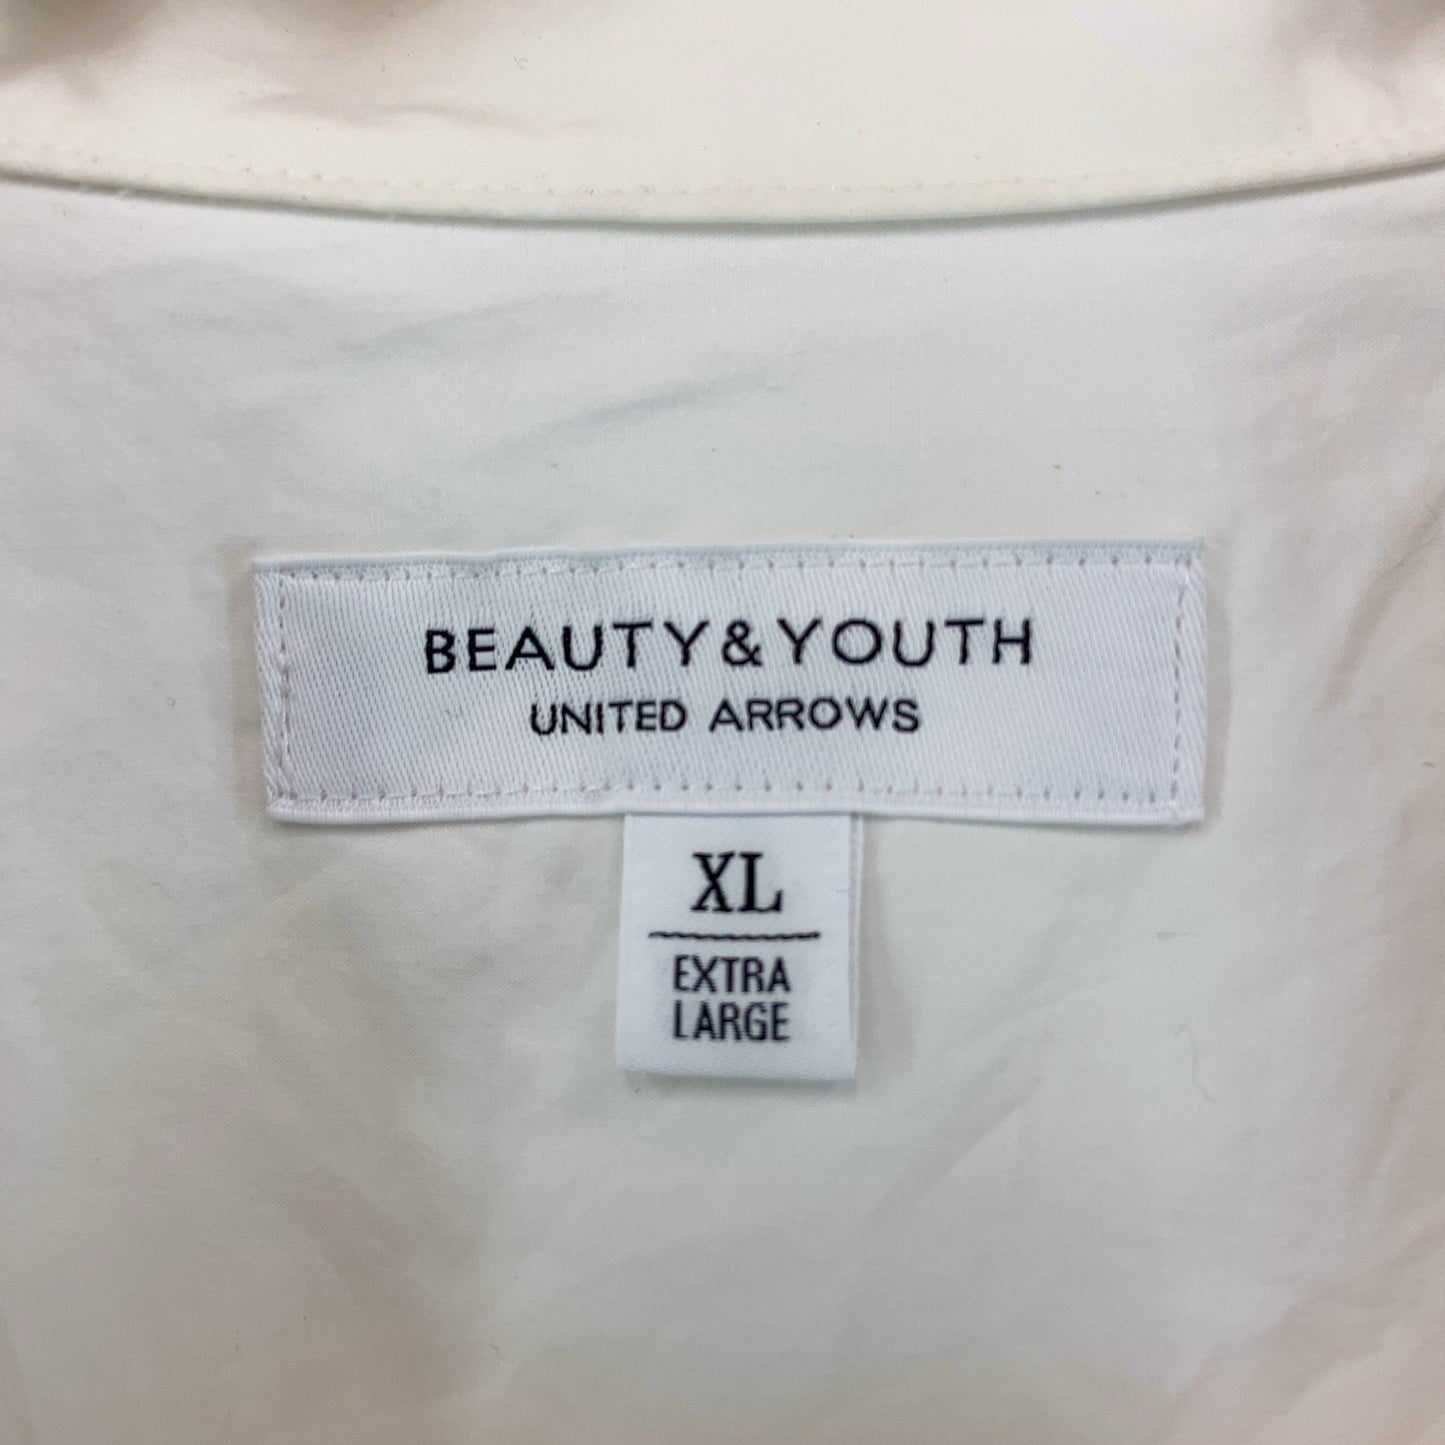 BEAUTY&YOUTH
UNITED ARROWS
XL
EXTRA
LARGE